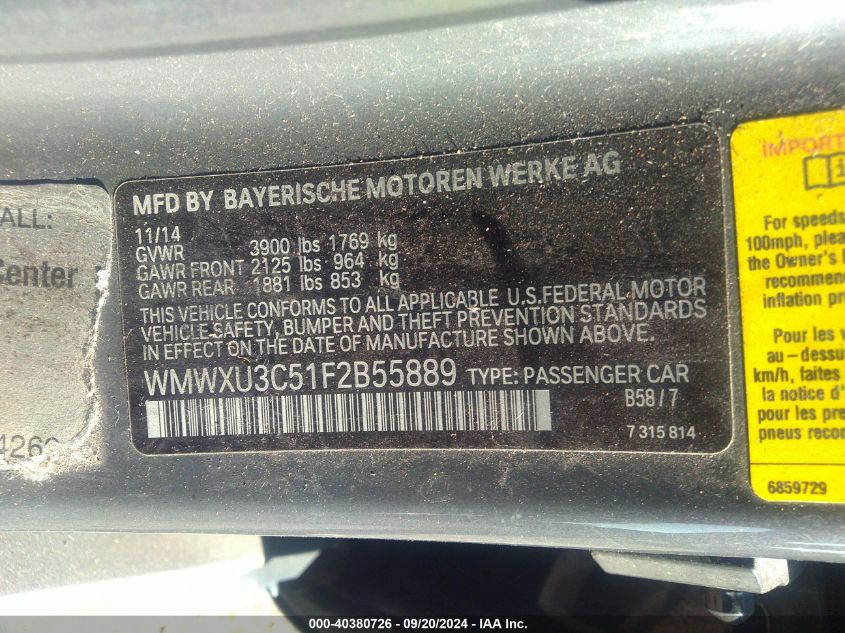 ALL:
Center
4260
MFD BY BAYERISCHE MOTOREN WERKE AG
11/14
GVWR 3900 lbs 1769 kg
GAWR FRONT 2125 lbs 964 kg
GAWR REAR 1881 lbs 853 kg
THIS VEHICLE CONFORMS TO ALL APPLICABLE U.S.FEDERAL MOTOR
VEHICLE SAFETY, BUMPER AND THEFT PREVENTION STANDARDS
IN EFFECT ON THE DATE OF MANUFACTURE SHOWN ABOVE.
WMWXU3C51F2B55889 TYPE: PASSENGER CAR
B58 / 7
7 315 814
IMPORT
For speeds
100mph, plea
the Owner's
recommen
inflation pr
Pour les v
au-dessu
km/h, faites
la notice d'
pour les pre
pneus recon
6859729
000-40380726 - 09/20/2024 - IAA Inc.